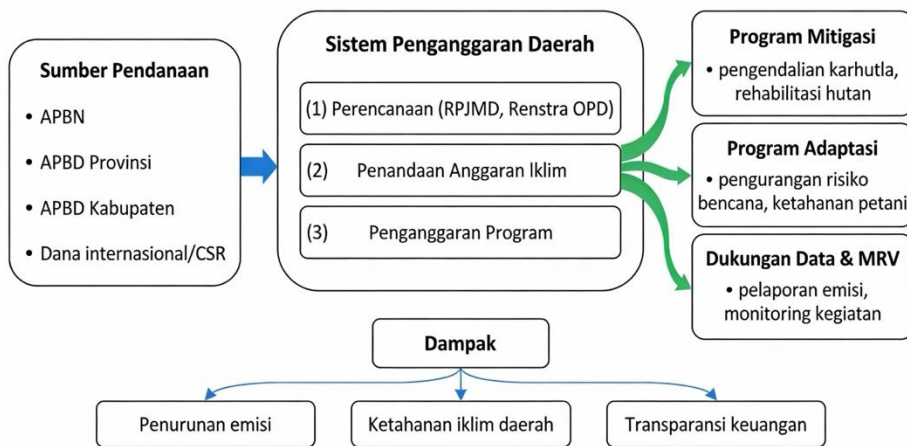 Sumber Pendanaan
• APBN
• APBD Provinsi
• APBD Kabupaten
• Dana internasional/CSR
Sistem Penganggaran Daerah
(1) Perencanaan (RPJMD, Renstra OPD)
(2) Penandaan Anggaran Iklim
(3) Penganggaran Program
Program Mitigasi
• pengendalian karhutla,
rehabilitasi hutan
Program Adaptasi
• pengurangan risiko
bencana, ketahanan petani
Dukungan Data & MRV
• pelaporan emisi,
monitoring kegiatan
Dampak
Penurunan emisi
Ketahanan iklim daerah
Transparansi keuangan